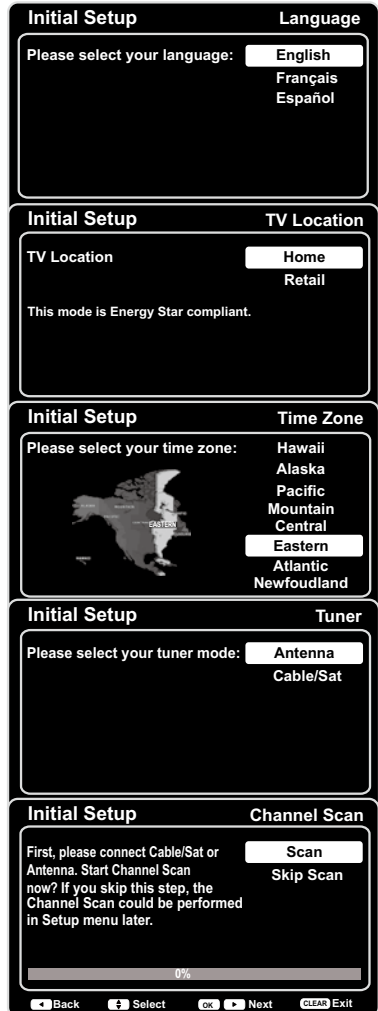 Initial Setup Language
Please select your language: English
Français
Español
Initial Setup TV Location
TV Location Home
Retail
This mode is Energy Star compliant.
Initial Setup Time Zone
Please select your time zone: Hawaii
Alaska
Pacific
Mountain
Central
EASTERN
Eastern
Atlantic
Newfoudland
Initial Setup Tuner
Please select your tuner mode: Antenna
Cable/Sat
Initial Setup Channel Scan
First, please connect Cable/Sat or Scan
Antenna. Start Channel Scan Skip Scan
now? If you skip this step, the
Channel Scan could be performed
in Setup menu later.
0%
Back Select OK Next CLEAR Exit